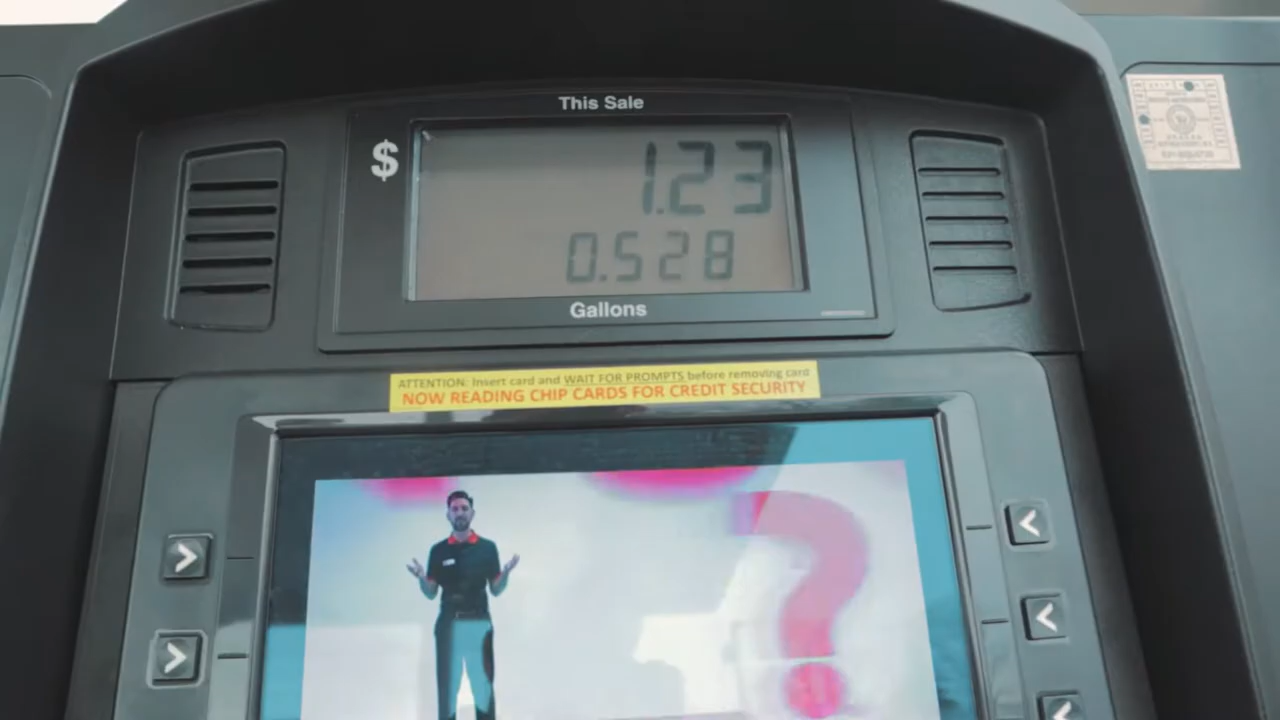 This Sale
$ 1.23
0.528
Gallons
ATTENTION: Insert card and WAIT FOR PROMPTS before removing card
NOW READING CHIP CARDS FOR CREDIT SECURITY
?